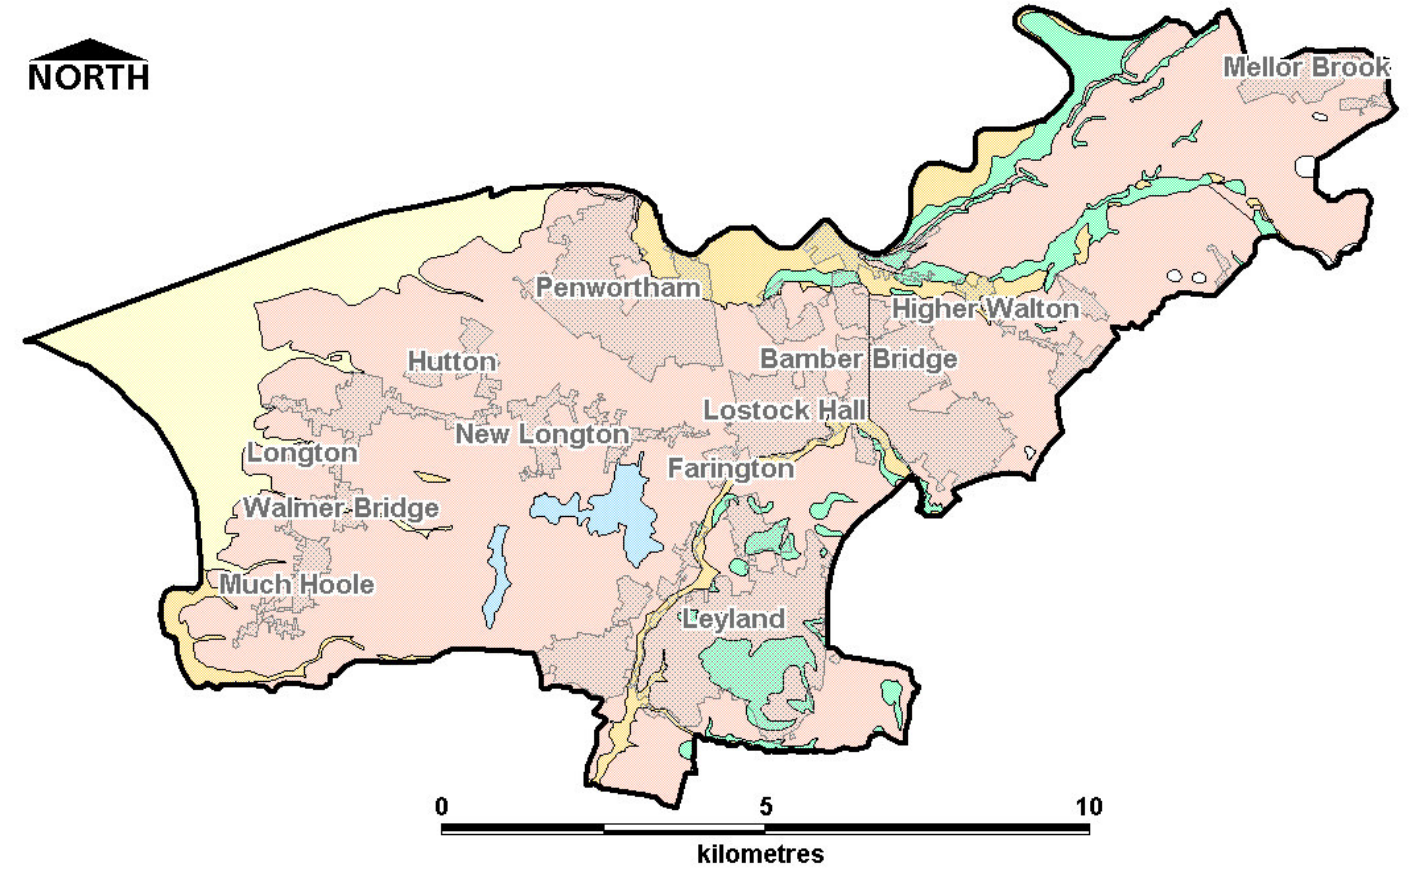 NORTH
Mellor Brook
Penwortham
Higher Walton
Hutton
Bamber Bridge
Lostock Hall
New Longton
Longton
Farington
Walmer Bridge
Much Hoole
Leyland
0 5 10
kilometres